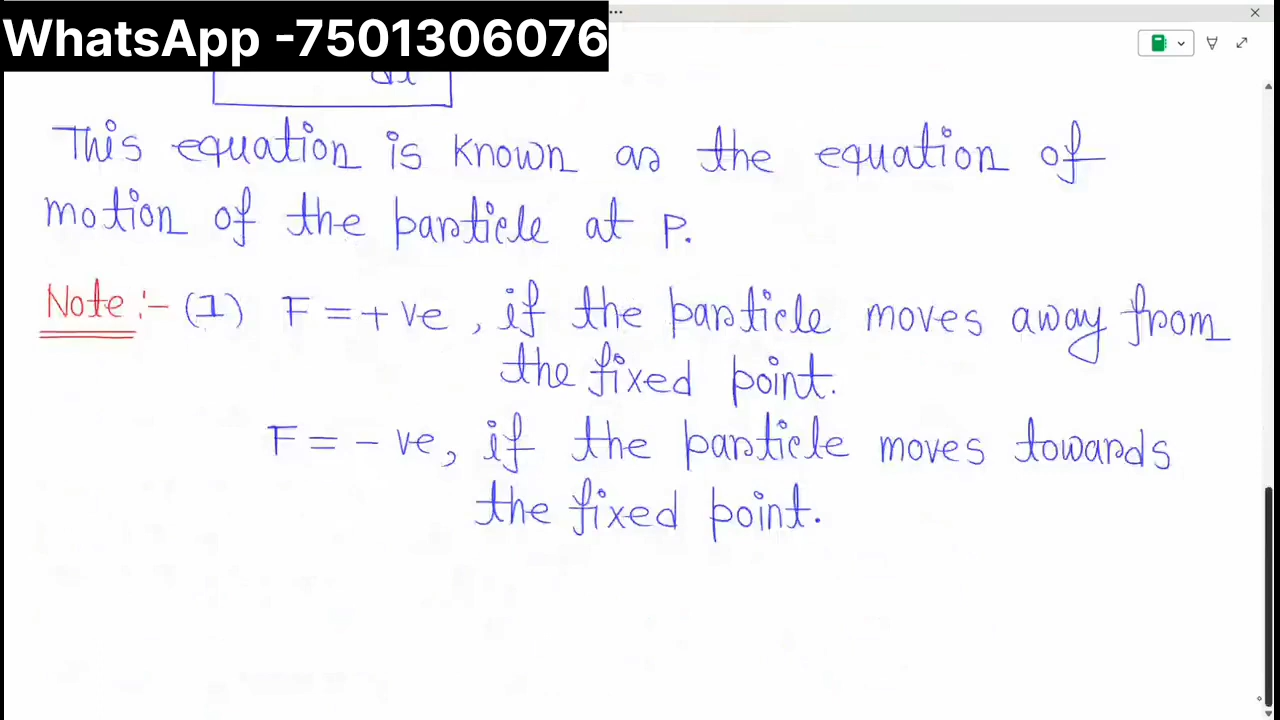 WhatsApp -7501306076
This equation is known as the equation of
motion of the particle at P.
Note :- (1) F = + ve , if the particle moves away from
the fixed point.
F = - ve, if the particle moves towards
the fixed point.